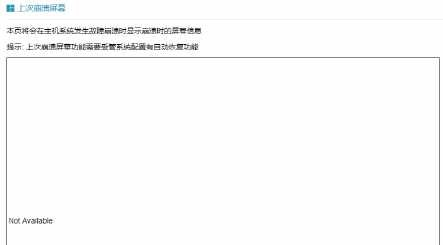 上次崩溃屏幕
本页将会在主机系统发生故障崩溃时显示崩溃时的屏幕信息
提示: 上次崩溃屏幕功能需要被管系统配置有自动恢复功能
Not Available